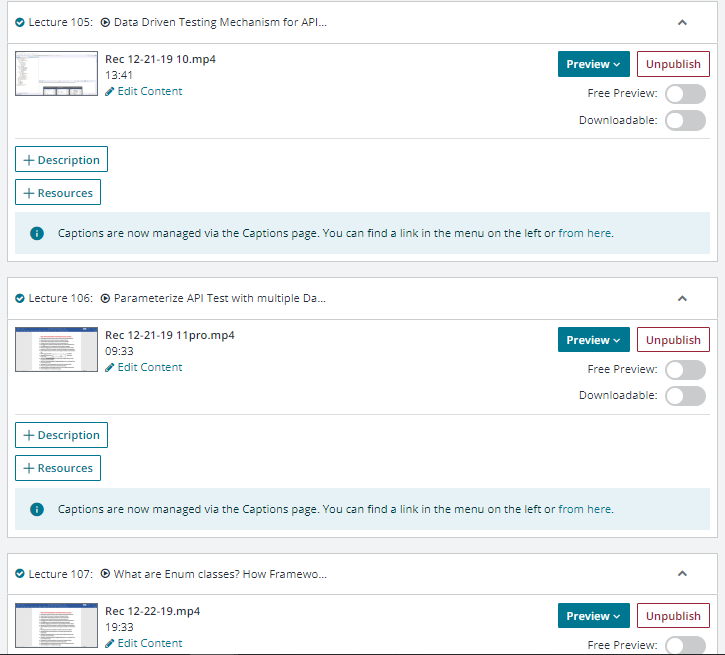 Lecture 105: Data Driven Testing Mechanism for API...
Rec 12-21-19 10.mp4
13:41
Edit Content
Preview
Unpublish
Free Preview:
Downloadable:
+ Description
+ Resources
Captions are now managed via the Captions page. You can find a link in the menu on the left or from here.
Lecture 106: Parameterize API Test with multiple Da...
Rec 12-21-19 11pro.mp4
09:33
Edit Content
Preview
Unpublish
Free Preview:
Downloadable:
+ Description
+ Resources
Captions are now managed via the Captions page. You can find a link in the menu on the left or from here.
Lecture 107: What are Enum classes? How Framewo...
Rec 12-22-19.mp4
19:33
Edit Content
Preview
Unpublish
Free Preview: